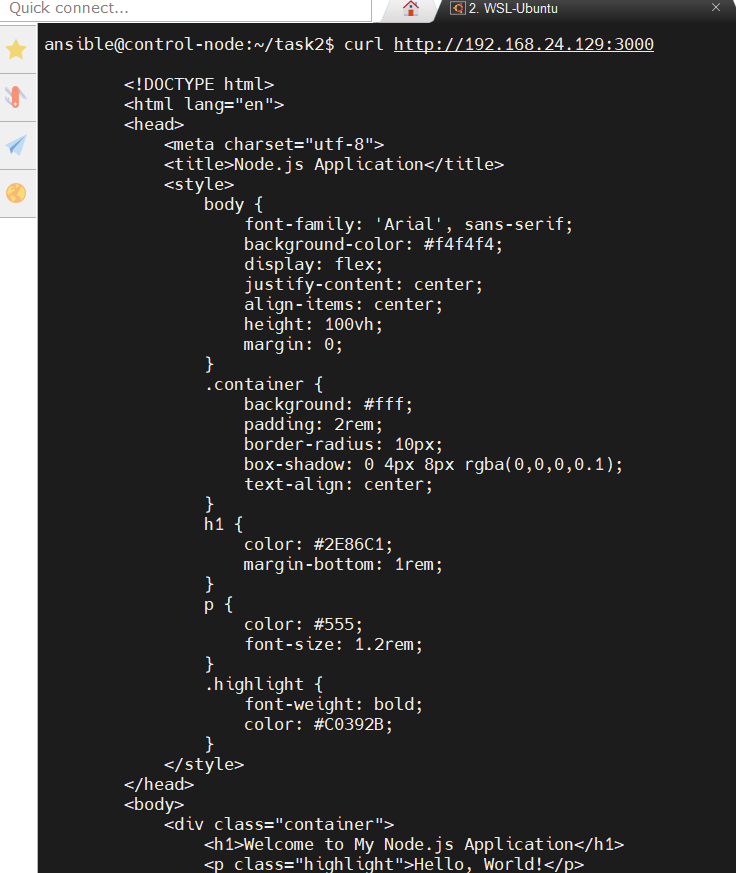 Quick connect...
2. WSL-Ubuntu
ansible@control-node:~/task2$ curl http://192.168.24.129:3000
<!DOCTYPE html>
<html lang="en">
<head>
<meta charset="utf-8">
<title>Node.js Application</title>
<style>
body {
font-family: 'Arial', sans-serif;
background-color: #f4f4f4;
display: flex;
justify-content: center;
align-items: center;
height: 100vh;
margin: 0;
}
.container {
background: #fff;
padding: 2rem;
border-radius: 10px;
box-shadow: 0 4px 8px rgba(0,0,0,0.1);
text-align: center;
}
h1 {
color: #2E86C1;
margin-bottom: 1rem;
}
p {
color: #555;
font-size: 1.2rem;
}
.highlight {
font-weight: bold;
color: #C0392B;
}
</style>
</head>
<body>
<div class="container">
<h1>Welcome to My Node.js Application</h1>
<p class="highlight">Hello, World!</p>